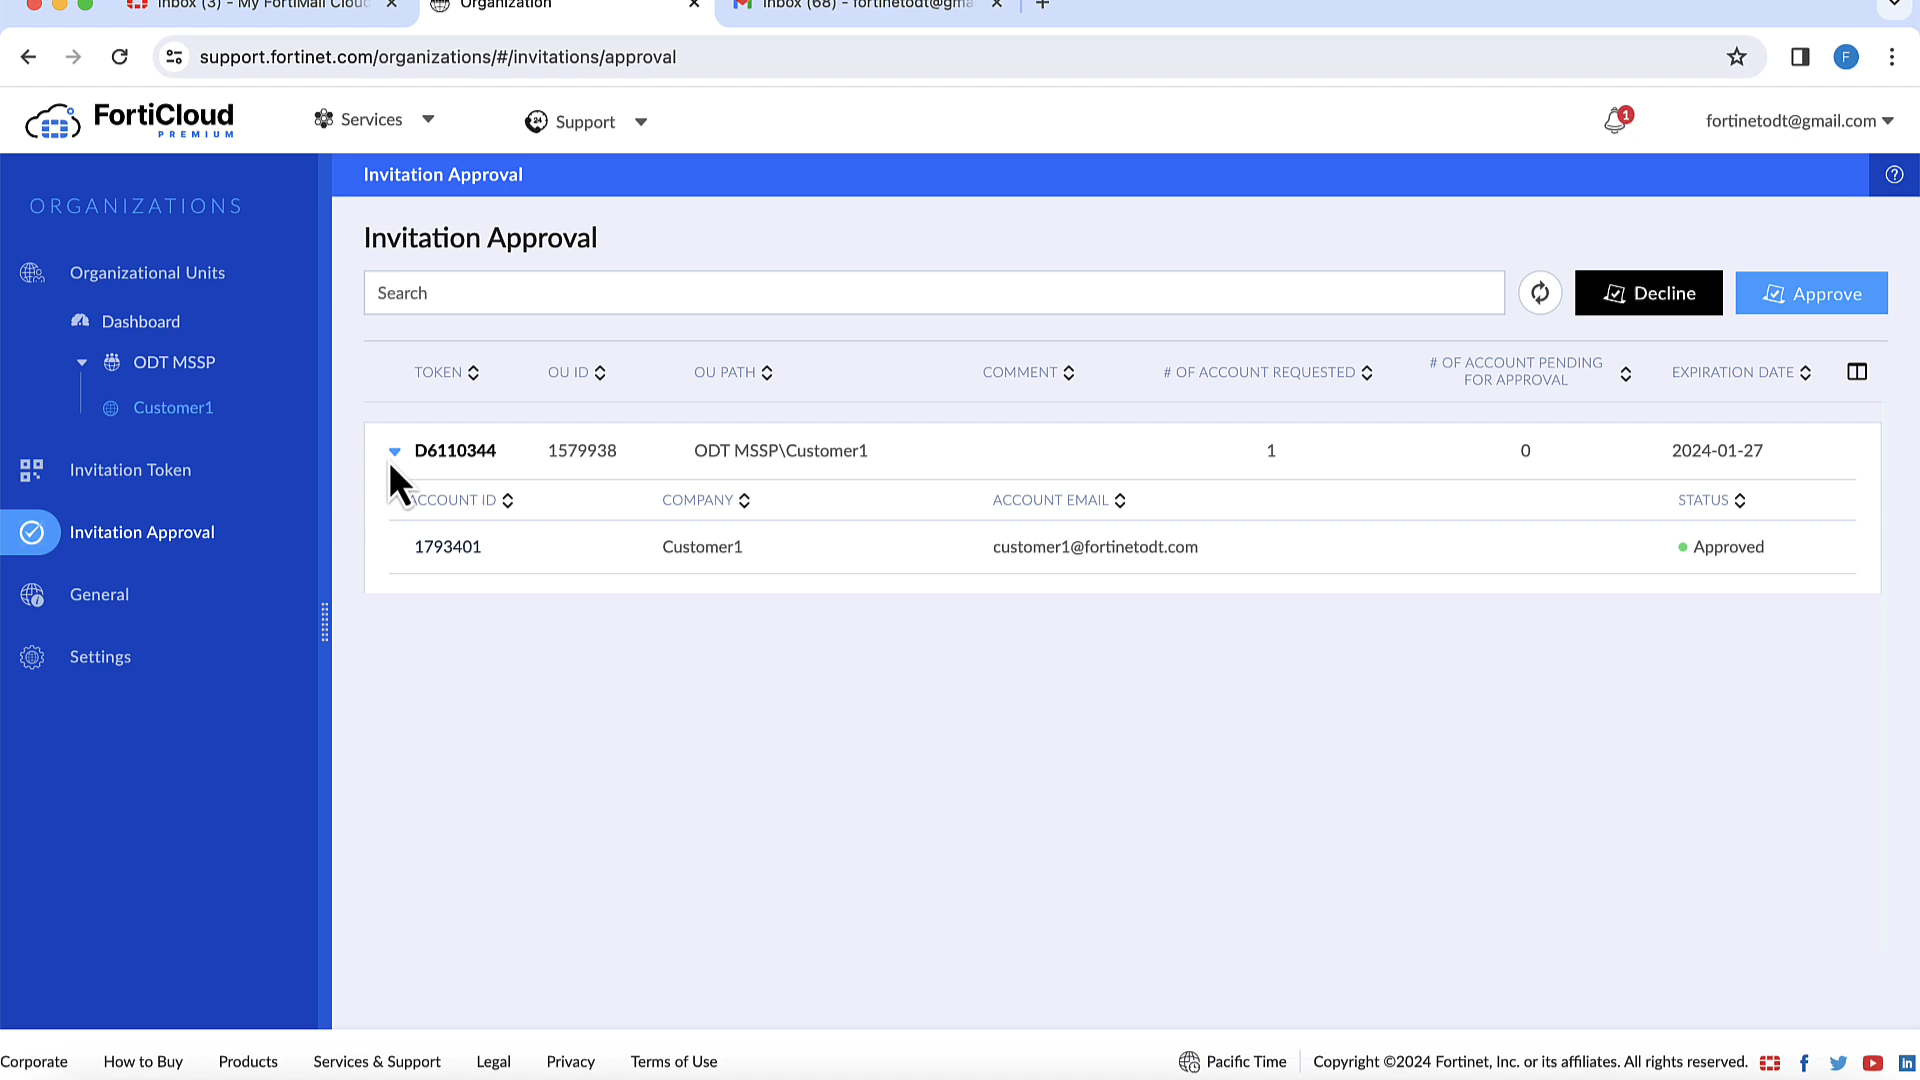 Inbox (3) - My FortiMail Cloud
Organization
Inbox (68) - fortinetodt@gma
support.fortinet.com/organizations/#/invitations/approval
F
FortiCloud
PREMIUM
Services
24
Support
1
fortinetodt@gmail.com
Invitation Approval
ORGANIZATIONS
Organizational Units
Dashboard
ODT MSSP
Customer1
Invitation Token
Invitation Approval
General
Settings
Invitation Approval
Search
Decline
Approve
TOKEN OU ID OU PATH COMMENT # OF ACCOUNT REQUESTED # OF ACCOUNT PENDING FOR APPROVAL EXPIRATION DATE
D6110344 1579938 ODT MSSP\Customer1 1 0 2024-01-27
ACCOUNT ID COMPANY ACCOUNT EMAIL STATUS
1793401 Customer1 customer1@fortinetodt.com Approved
Corporate How to Buy Products Services & Support Legal Privacy Terms of Use Pacific Time Copyright ©2024 Fortinet, Inc. or its affiliates. All rights reserved.